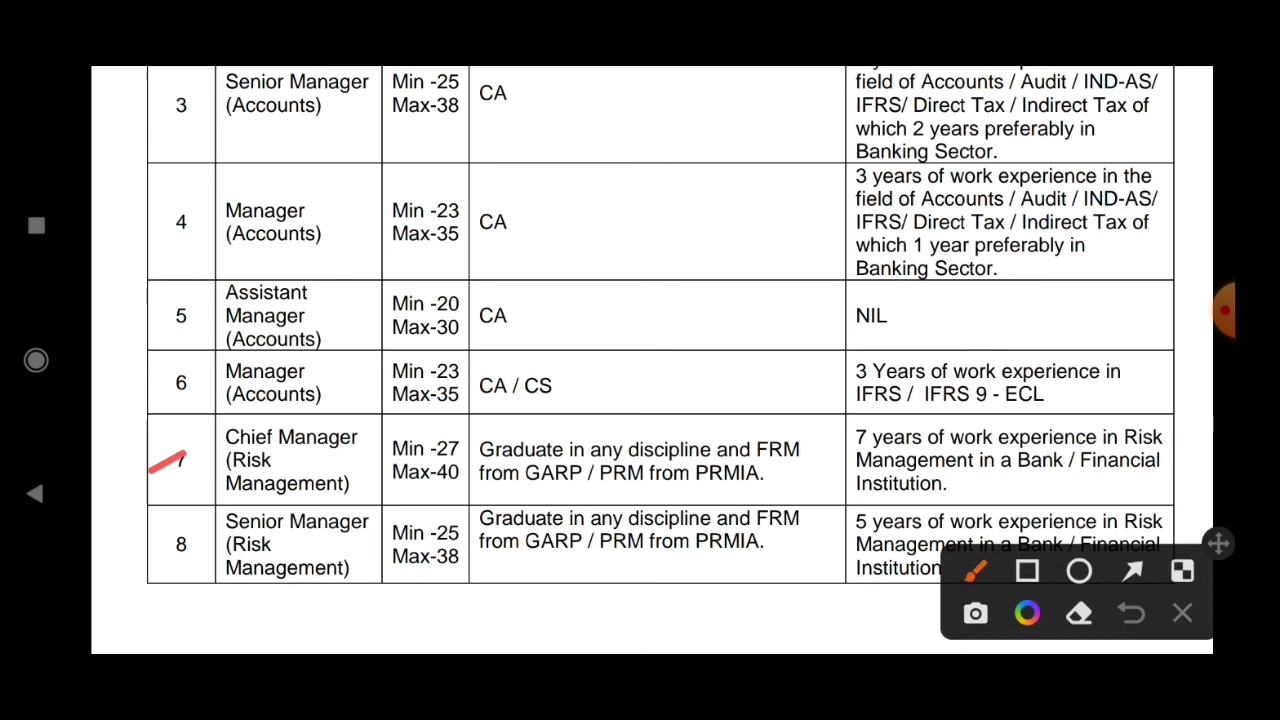 3
Senior Manager
(Accounts)
Min -25
Max-38
CA
field of Accounts / Audit / IND-AS/
IFRS/ Direct Tax / Indirect Tax of
which 2 years preferably in
Banking Sector.
4
Manager
(Accounts)
Min -23
Max-35
CA
3 years of work experience in the
field of Accounts / Audit / IND-AS/
IFRS/ Direct Tax / Indirect Tax of
which 1 year preferably in
Banking Sector.
5
Assistant
Manager
(Accounts)
Min -20
Max-30
CA
NIL
6
Manager
(Accounts)
Min -23
Max-35
CA / CS
3 Years of work experience in
IFRS / IFRS 9 - ECL
7
Chief Manager
(Risk
Management)
Min -27
Max-40
Graduate in any discipline and FRM
from GARP / PRM from PRMIA.
7 years of work experience in Risk
Management in a Bank / Financial
Institution.
8
Senior Manager
(Risk
Management)
Min -25
Max-38
Graduate in any discipline and FRM
from GARP / PRM from PRMIA.
5 years of work experience in Risk
Management in a Bank / Financial
Institution